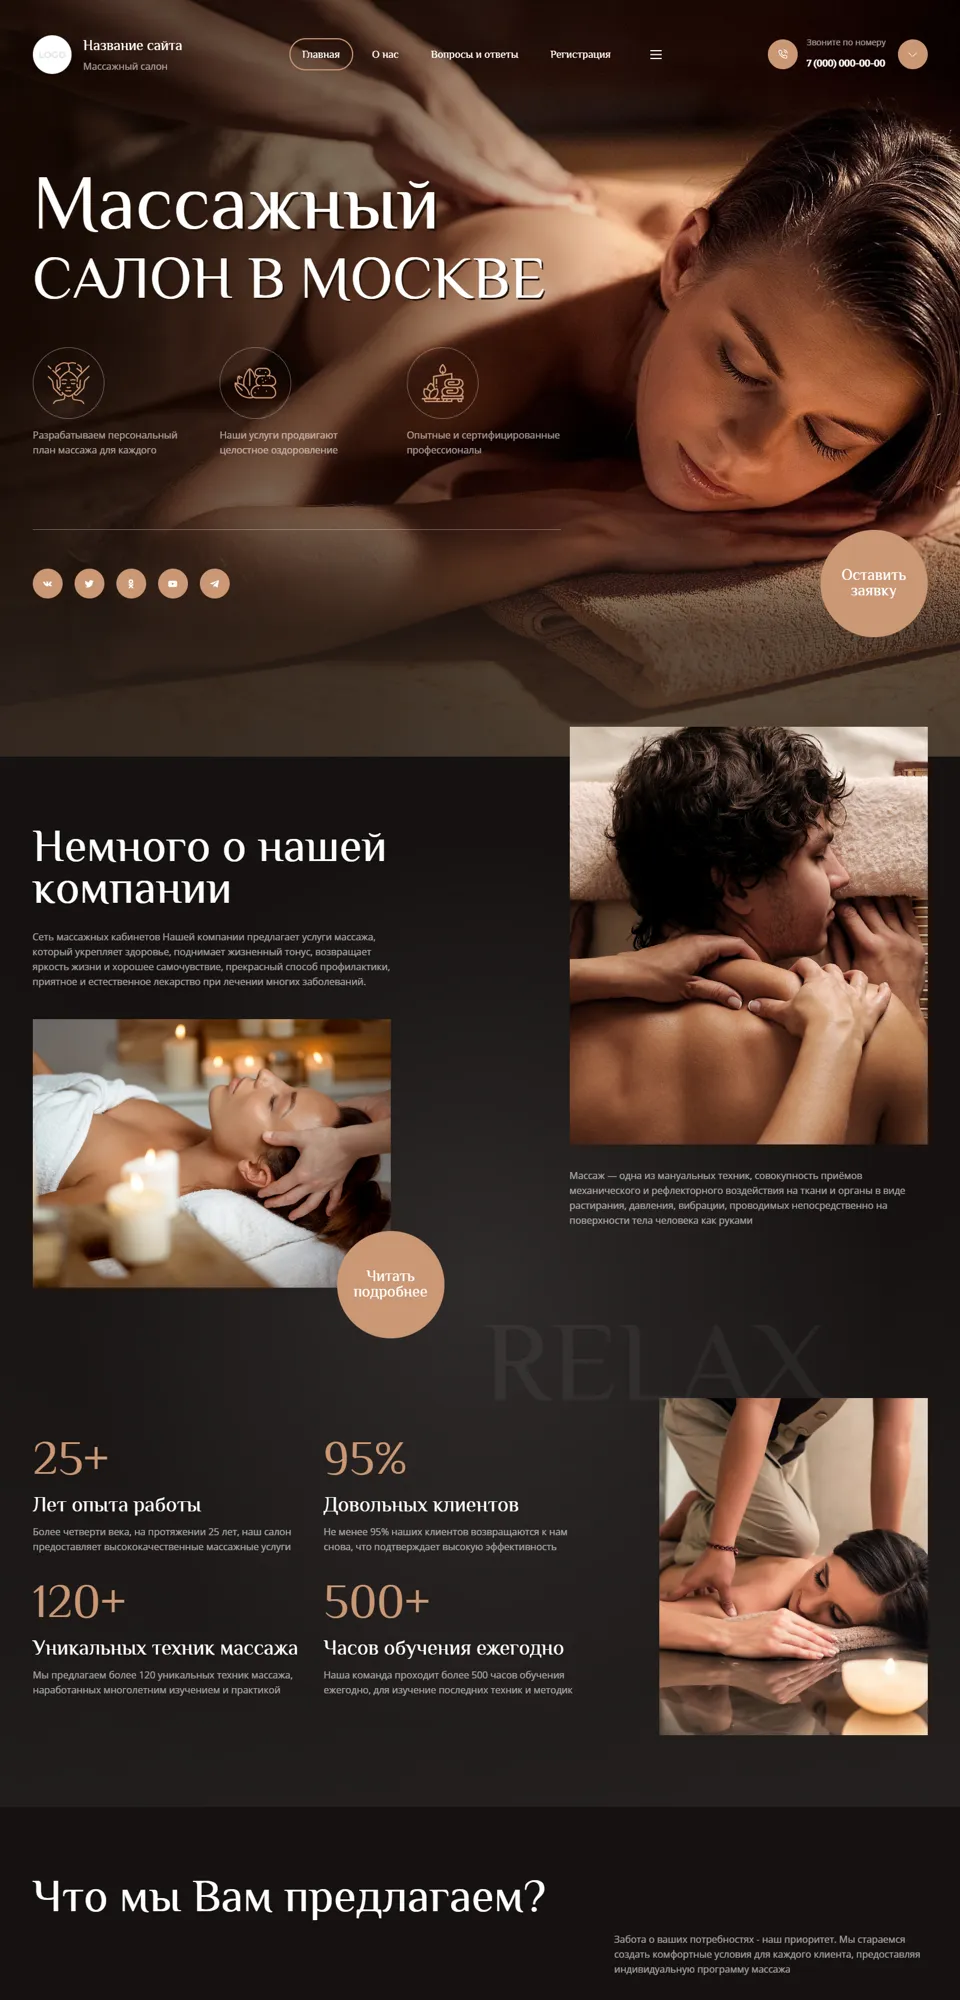 LOGO
Название сайта
Массажный салон
Главная
О нас
Вопросы и ответы
Регистрация
Звоните по номеру
7 (000) 000-00-00
Массажный
САЛОН В МОСКВЕ
Разрабатываем персональный
план массажа для каждого
Наши услуги продвигают
целостное оздоровление
Опытные и сертифицированные
профессионалы
Оставить
заявку
Немного о нашей
компании
Сеть массажных кабинетов Нашей компании предлагает услуги массажа,
который укрепляет здоровье, поднимает жизненный тонус, возвращает
яркость жизни и хорошее самочувствие, прекрасный способ профилактики,
приятное и естественное лекарство при лечении многих заболеваний.
Массаж — одна из мануальных техник, совокупность приёмов
механического и рефлекторного воздействия на ткани и органы в виде
растирания, давления, вибрации, проводимых непосредственно на
поверхности тела человека как руками
Читать
подробнее
RELAX
25+
Лет опыта работы
Более четверти века, на протяжении 25 лет, наш салон
предоставляет высококачественные массажные услуги
95%
Довольных клиентов
Не менее 95% наших клиентов возвращаются к нам
снова, что подтверждает высокую эффективность
120+
Уникальных техник массажа
Мы предлагаем более 120 уникальных техник массажа,
наработанных многолетним изучением и практикой
500+
Часов обучения ежегодно
Наша команда проходит более 500 часов обучения
ежегодно, для изучение последних техник и методик
Что мы Вам предлагаем?
Забота о ваших потребностях - наш приоритет. Мы стараемся
создать комфортные условия для каждого клиента, предоставляя
индивидуальную программу массажа